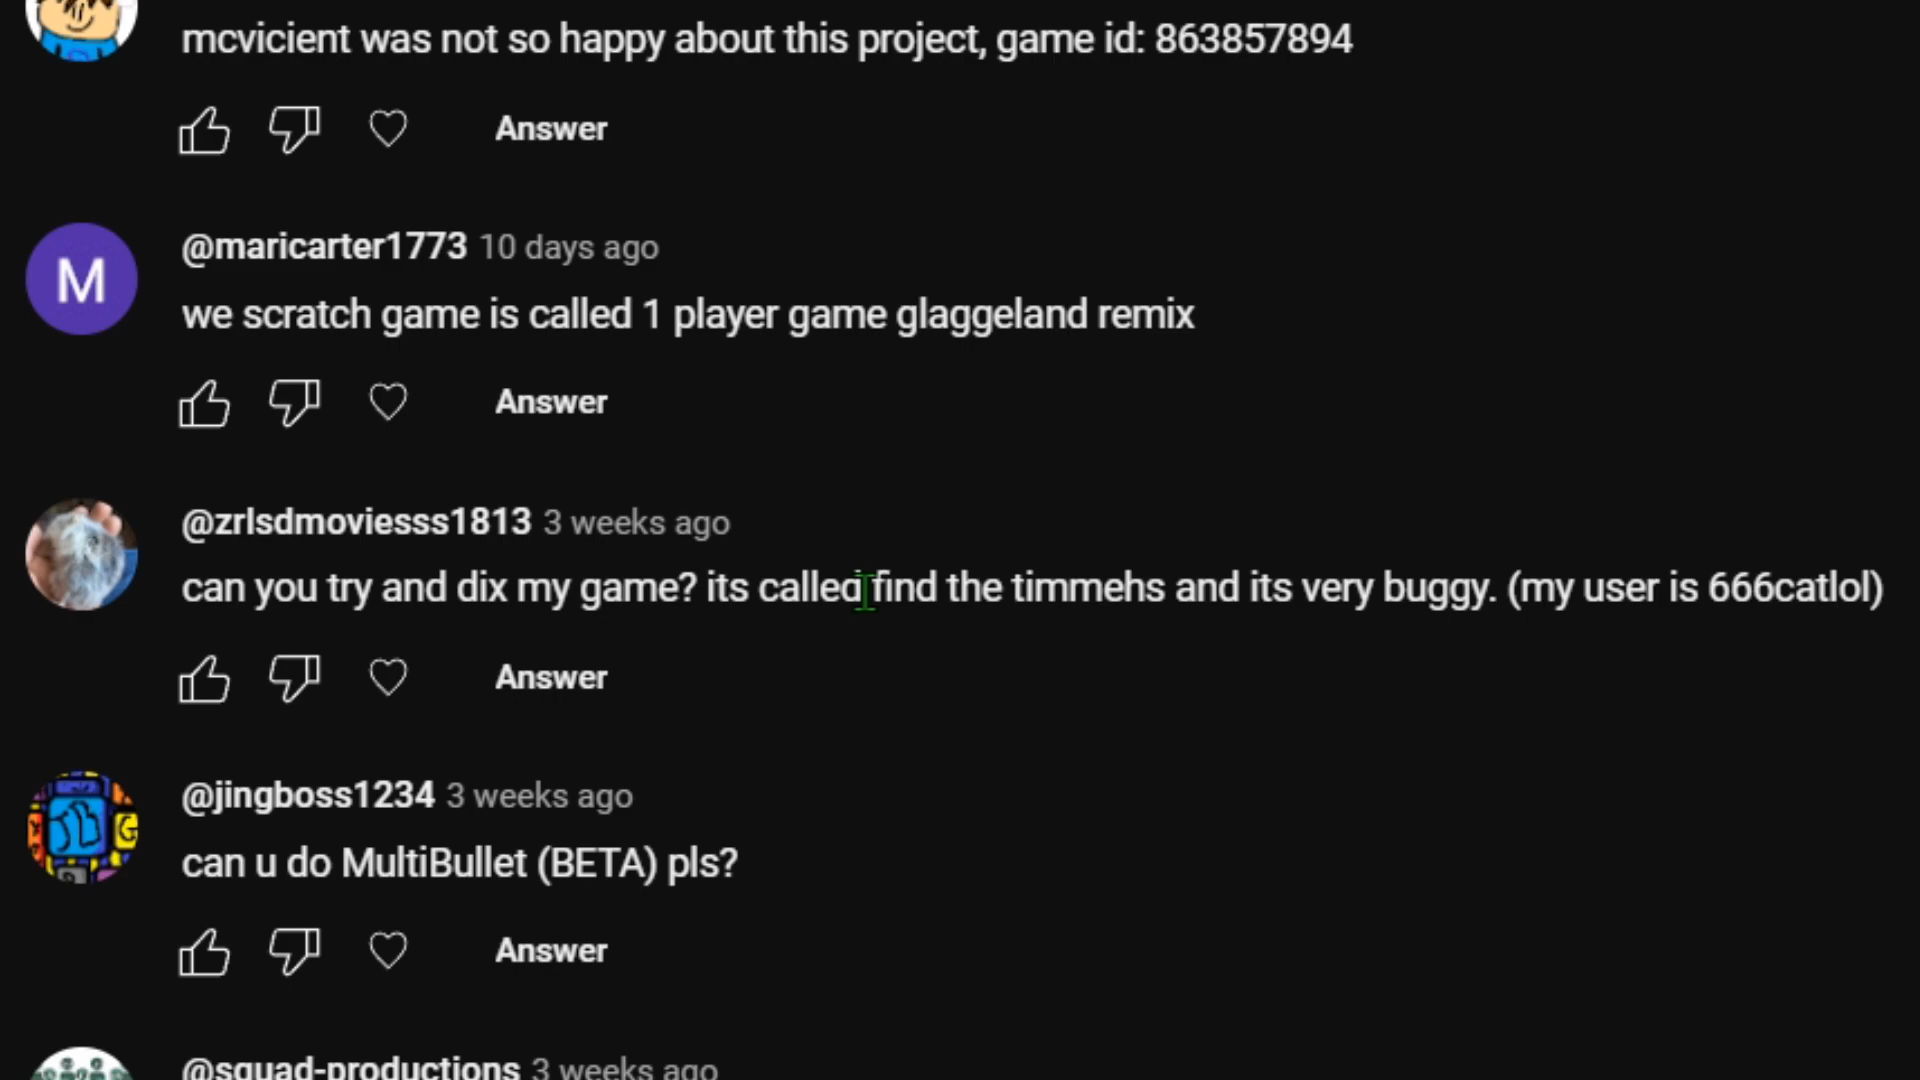 mcvicient was not so happy about this project, game id: 863857894
Answer
@maricarter1773 10 days ago
M
we scratch game is called 1 player game glaggeland remix
Answer
@zrlsdmoviesss1813 3 weeks ago
can you try and dix my game? its called find the timmehs and its very buggy. (my user is 666catlol)
Answer
@jingboss1234 3 weeks ago
can u do MultiBullet (BETA) pls?
Answer
@squad-productions 3 weeks ago